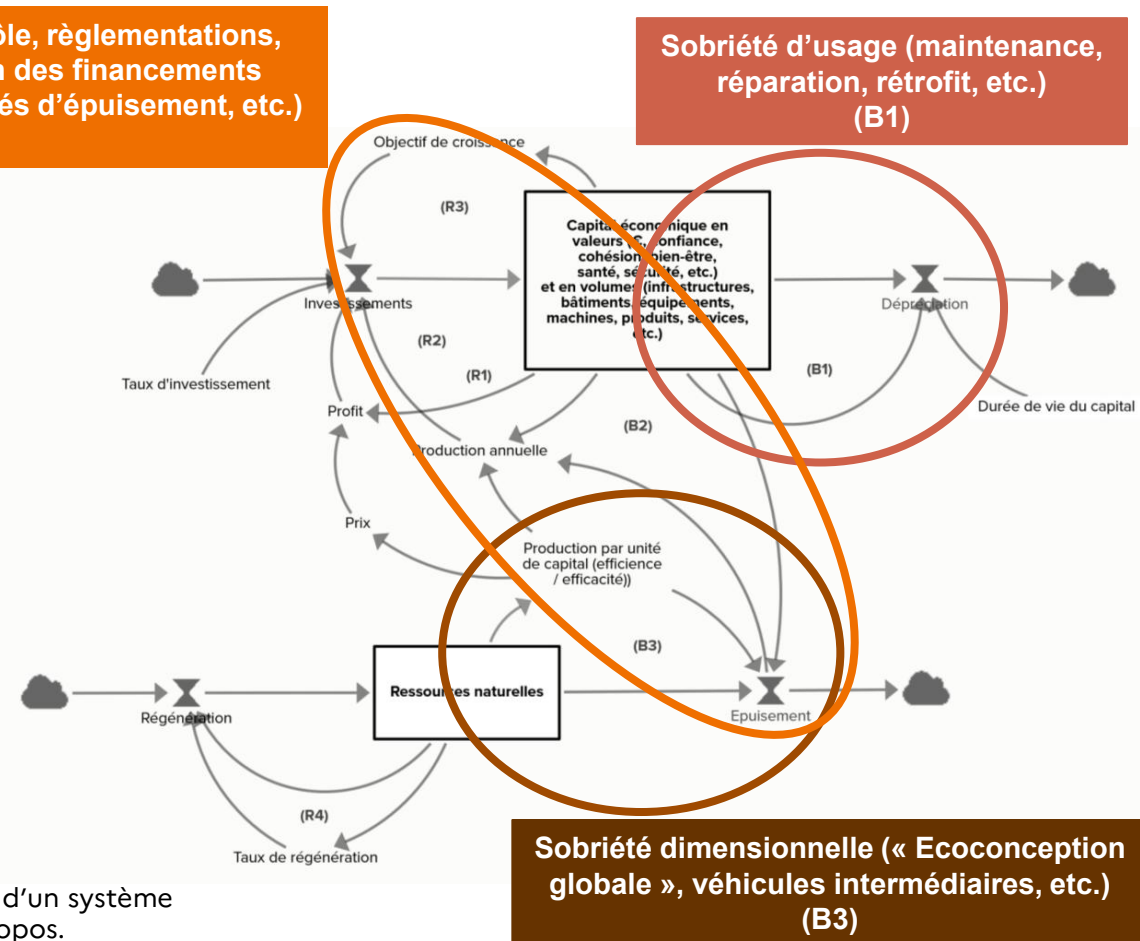 règlementations,
des financements
d'épuisement, etc.)
Sobriété d'usage (maintenance,
réparation, rétrofit, etc.)
(B1)
Objectif de croissance
(R3)
Capital économique en
valeurs (€, confiance,
cohésion, bien-être,
santé, sécurité, etc.)
et en volumes (infrastructures,
bâtiments, équipements,
machines, produits, services,
etc.)
Investissements
Dépréciation
(R2)
(R1)
(B1)
Taux d'investissement
Durée de vie du capital
Profit
(B2)
Production annuelle
Prix
Production par unité
de capital (efficience
/ efficacité))
(B3)
Ressources naturelles
Régénération
Epuisement
(R4)
Taux de régénération
Sobriété dimensionnelle (« Ecoconception
globale », véhicules intermédiaires, etc.)
(B3)
d'un système